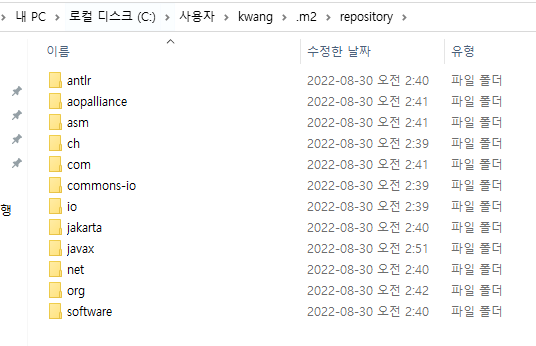 내 PC > 로컬 디스크 (C:) > 사용자 > kwang > .m2 > repository >
이름 수정한 날짜 유형
antlr 2022-08-30 오전 2:40 파일 폴더
aopalliance 2022-08-30 오전 2:41 파일 폴더
asm 2022-08-30 오전 2:41 파일 폴더
ch 2022-08-30 오전 2:39 파일 폴더
com 2022-08-30 오전 2:41 파일 폴더
commons-io 2022-08-30 오전 2:39 파일 폴더
행 io 2022-08-30 오전 2:39 파일 폴더
jakarta 2022-08-30 오전 2:40 파일 폴더
javax 2022-08-30 오전 2:51 파일 폴더
net 2022-08-30 오전 2:40 파일 폴더
org 2022-08-30 오전 2:42 파일 폴더
software 2022-08-30 오전 2:40 파일 폴더